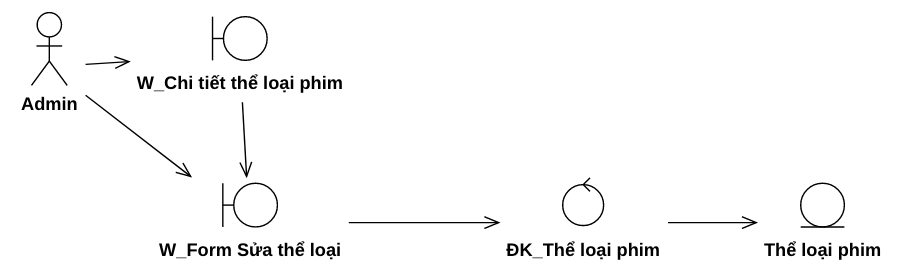 W_Chi tiết thể loại phim
Admin
W_Form Sửa thể loại
ĐK_Thể loại phim
Thể loại phim